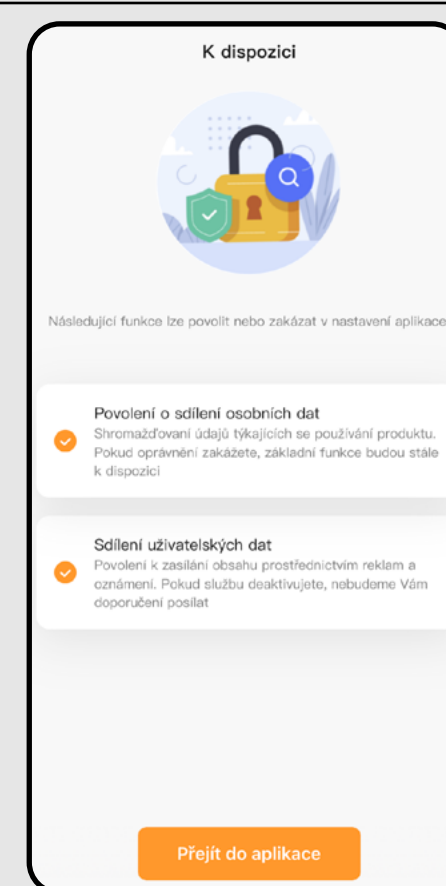 K dispozici
Následující funkce lze povolit nebo zakázat v nastavení aplikace
Povolení o sdílení osobních dat
Shromažďovaní údajů týkajících se používání produktu.
Pokud oprávnění zakážete, základní funkce budou stále
k dispozici
Sdílení uživatelských dat
Povolení k zasílání obsahu prostřednictvím reklam a
oznámení. Pokud službu deaktivujete, nebudeme Vám
doporučení posílat
Přejít do aplikace